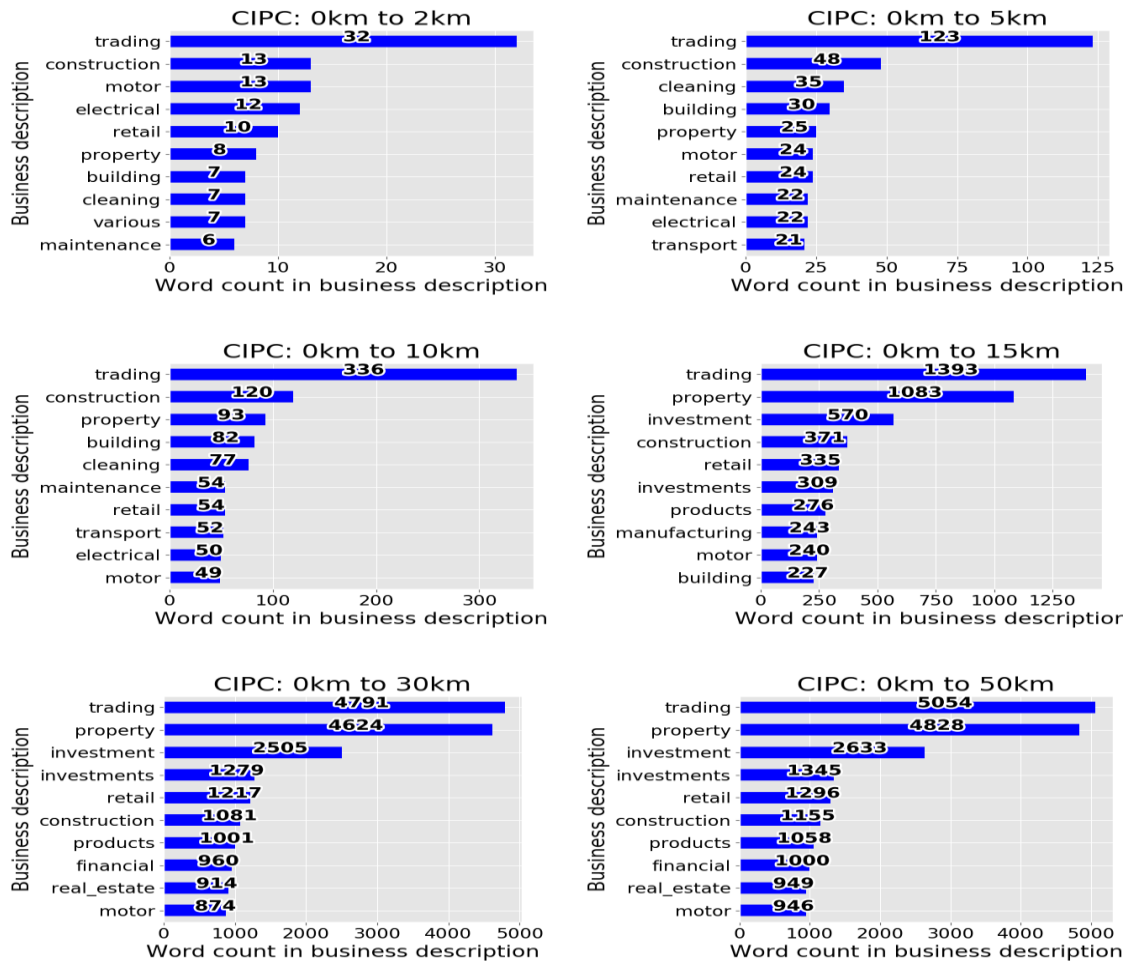 CIPC: 0km to 2km
Business description
trading 32
construction 13
motor 13
electrical 12
retail 10
property 8
building 7
cleaning 7
various 7
maintenance 6
0 10 20 30
Word count in business description
CIPC: 0km to 5km
Business description
trading 123
construction 48
cleaning 35
building 30
property 25
motor 24
retail 24
maintenance 22
electrical 22
transport 21
0 25 50 75 100 125
Word count in business description
CIPC: 0km to 10km
Business description
trading 336
construction 120
property 93
building 82
cleaning 77
maintenance 54
retail 54
transport 52
electrical 50
motor 49
0 100 200 300
Word count in business description
CIPC: 0km to 15km
Business description
trading 1393
property 1083
investment 570
construction 371
retail 335
investments 309
products 276
manufacturing 243
motor 240
building 227
0 250 500 750 1000 1250
Word count in business description
CIPC: 0km to 30km
Business description
trading 4791
property 4624
investment 2505
investments 1279
retail 1217
construction 1081
products 1001
financial 960
real_estate 914
motor 874
0 1000 2000 3000 4000 5000
Word count in business description
CIPC: 0km to 50km
Business description
trading 5054
property 4828
investment 2633
investments 1345
retail 1296
construction 1155
products 1058
financial 1000
real_estate 949
motor 946
0 1000 2000 3000 4000 5000
Word count in business description